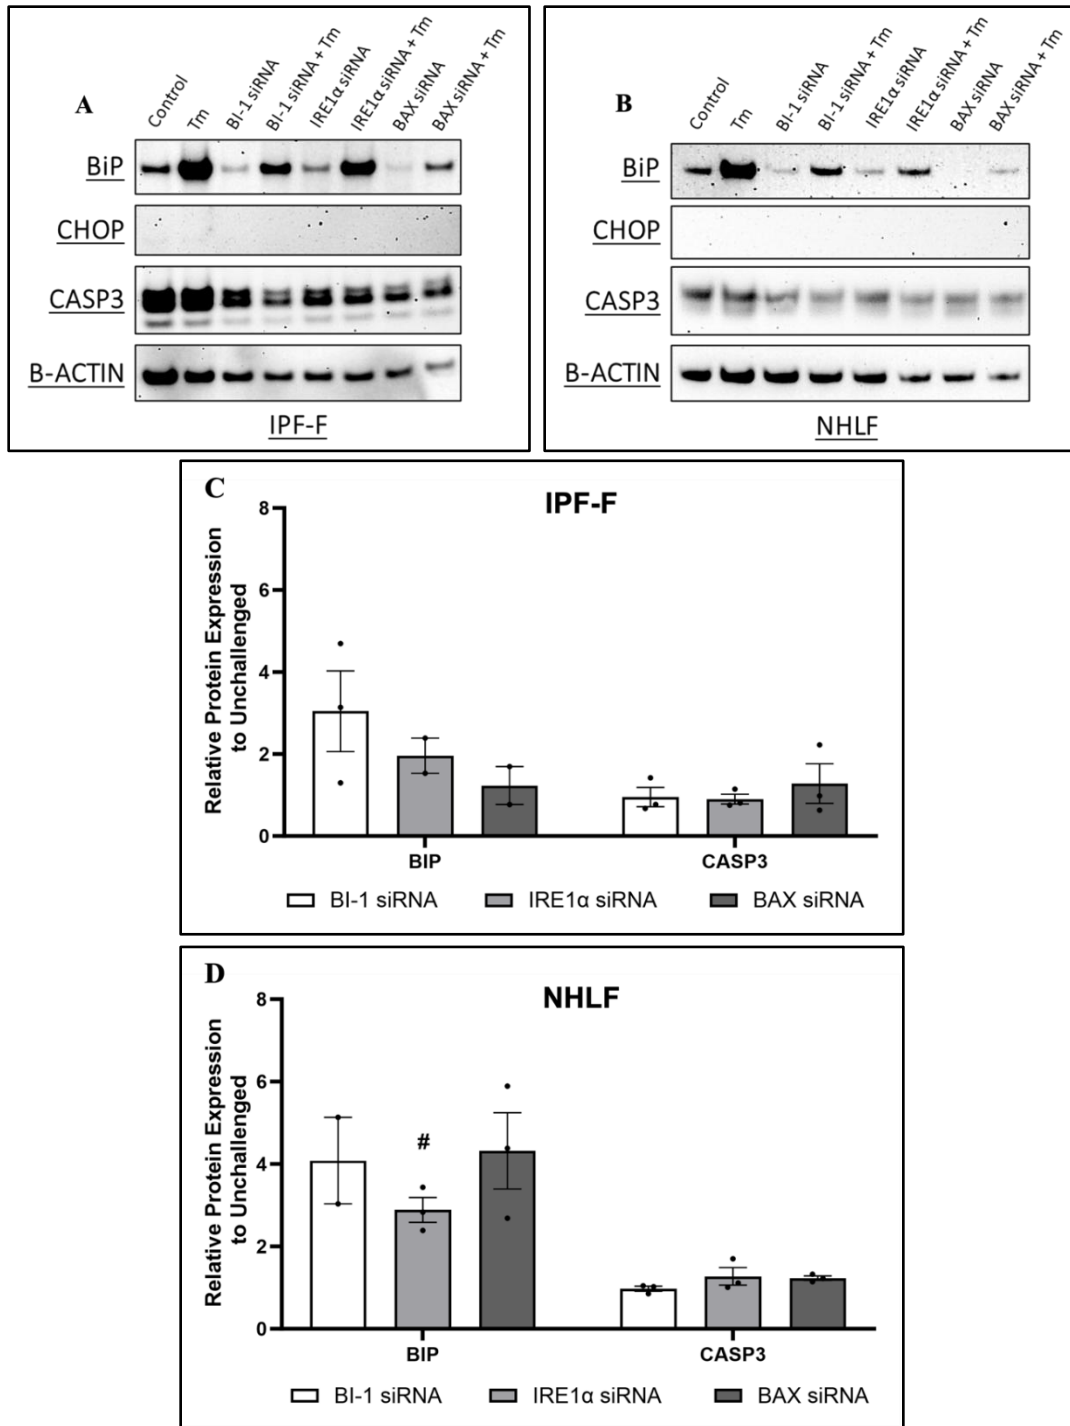 A
Control
Tm
BI-1 siRNA
BI-1 siRNA + Tm
IRE1α siRNA
IRE1α siRNA + Tm
BAX siRNA
BAX siRNA + Tm
BiP
CHOP
CASP3
B-ACTIN
IPF-F
B
Control
Tm
BI-1 siRNA
BI-1 siRNA + Tm
IRE1α siRNA
IRE1α siRNA + Tm
BAX siRNA
BAX siRNA + Tm
BiP
CHOP
CASP3
B-ACTIN
NHLF
C
IPF-F
Relative Protein Expression
to Unchallenged
8
6
4
2
0
BIP CASP3
BI-1 siRNA IRE1α siRNA BAX siRNA
D
NHLF
Relative Protein Expression
to Unchallenged
8
6
4
2
0
#
BIP CASP3
BI-1 siRNA IRE1α siRNA BAX siRNA